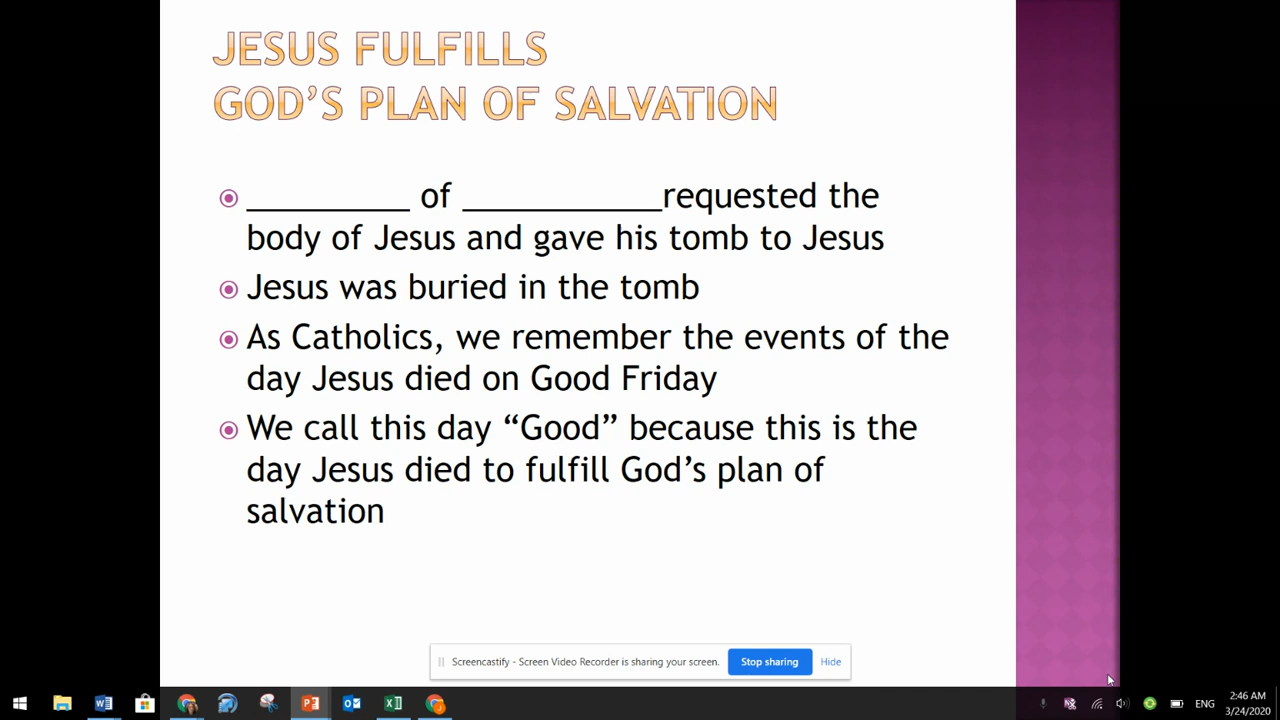 JESUS FULFILLS
GOD’S PLAN OF SALVATION
_________ of ___________requested the
body of Jesus and gave his tomb to Jesus
Jesus was buried in the tomb
As Catholics, we remember the events of the
day Jesus died on Good Friday
We call this day “Good” because this is the
day Jesus died to fulfill God’s plan of
salvation
Screencastify - Screen Video Recorder is sharing your screen. Stop sharing Hide
ENG 2:46 AM
3/24/2020